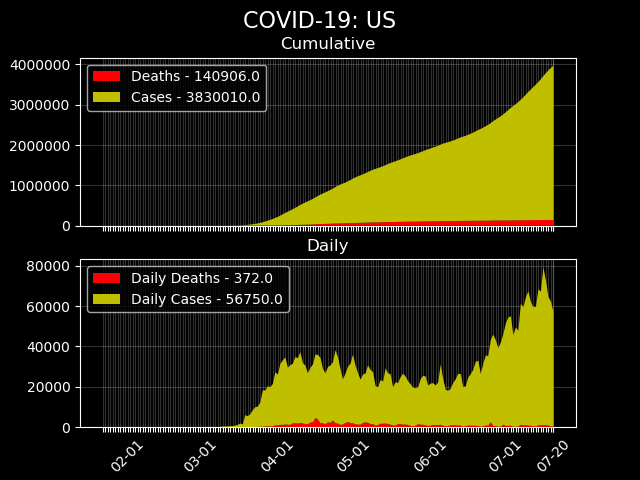 COVID-19: US
Cumulative
Deaths - 140906.0
Cases - 3830010.0
4000000
3000000
2000000
1000000
0
Daily
Daily Deaths - 372.0
Daily Cases - 56750.0
80000
60000
40000
20000
0
02-01
03-01
04-01
05-01
06-01
07-01
07-20